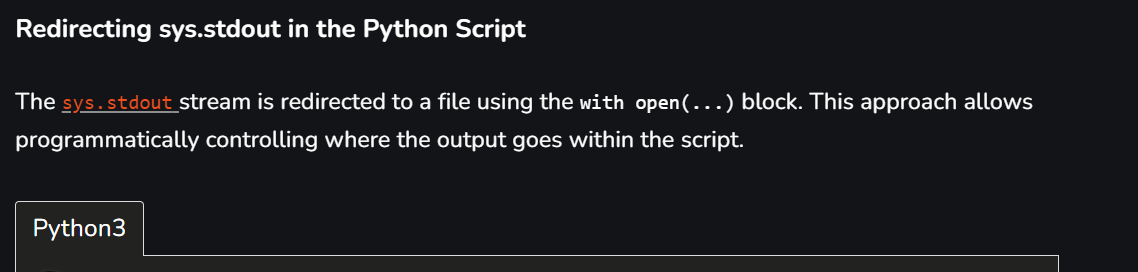 Redirecting sys.stdout in the Python Script
The sys.stdout stream is redirected to a file using the with open(...) block. This approach allows
programmatically controlling where the output goes within the script.
Python3